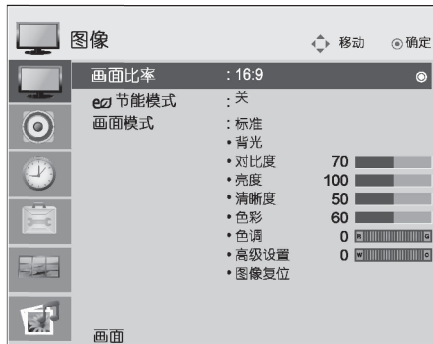 图像 移动 确定
画面比率 : 16:9
节能模式 : 关
画面模式 : 标准
• 背光
• 对比度 70
• 亮度 100
• 清晰度 50
• 色彩 60
• 色调 0 R G
• 高级设置 0 W C
• 图像复位
画面